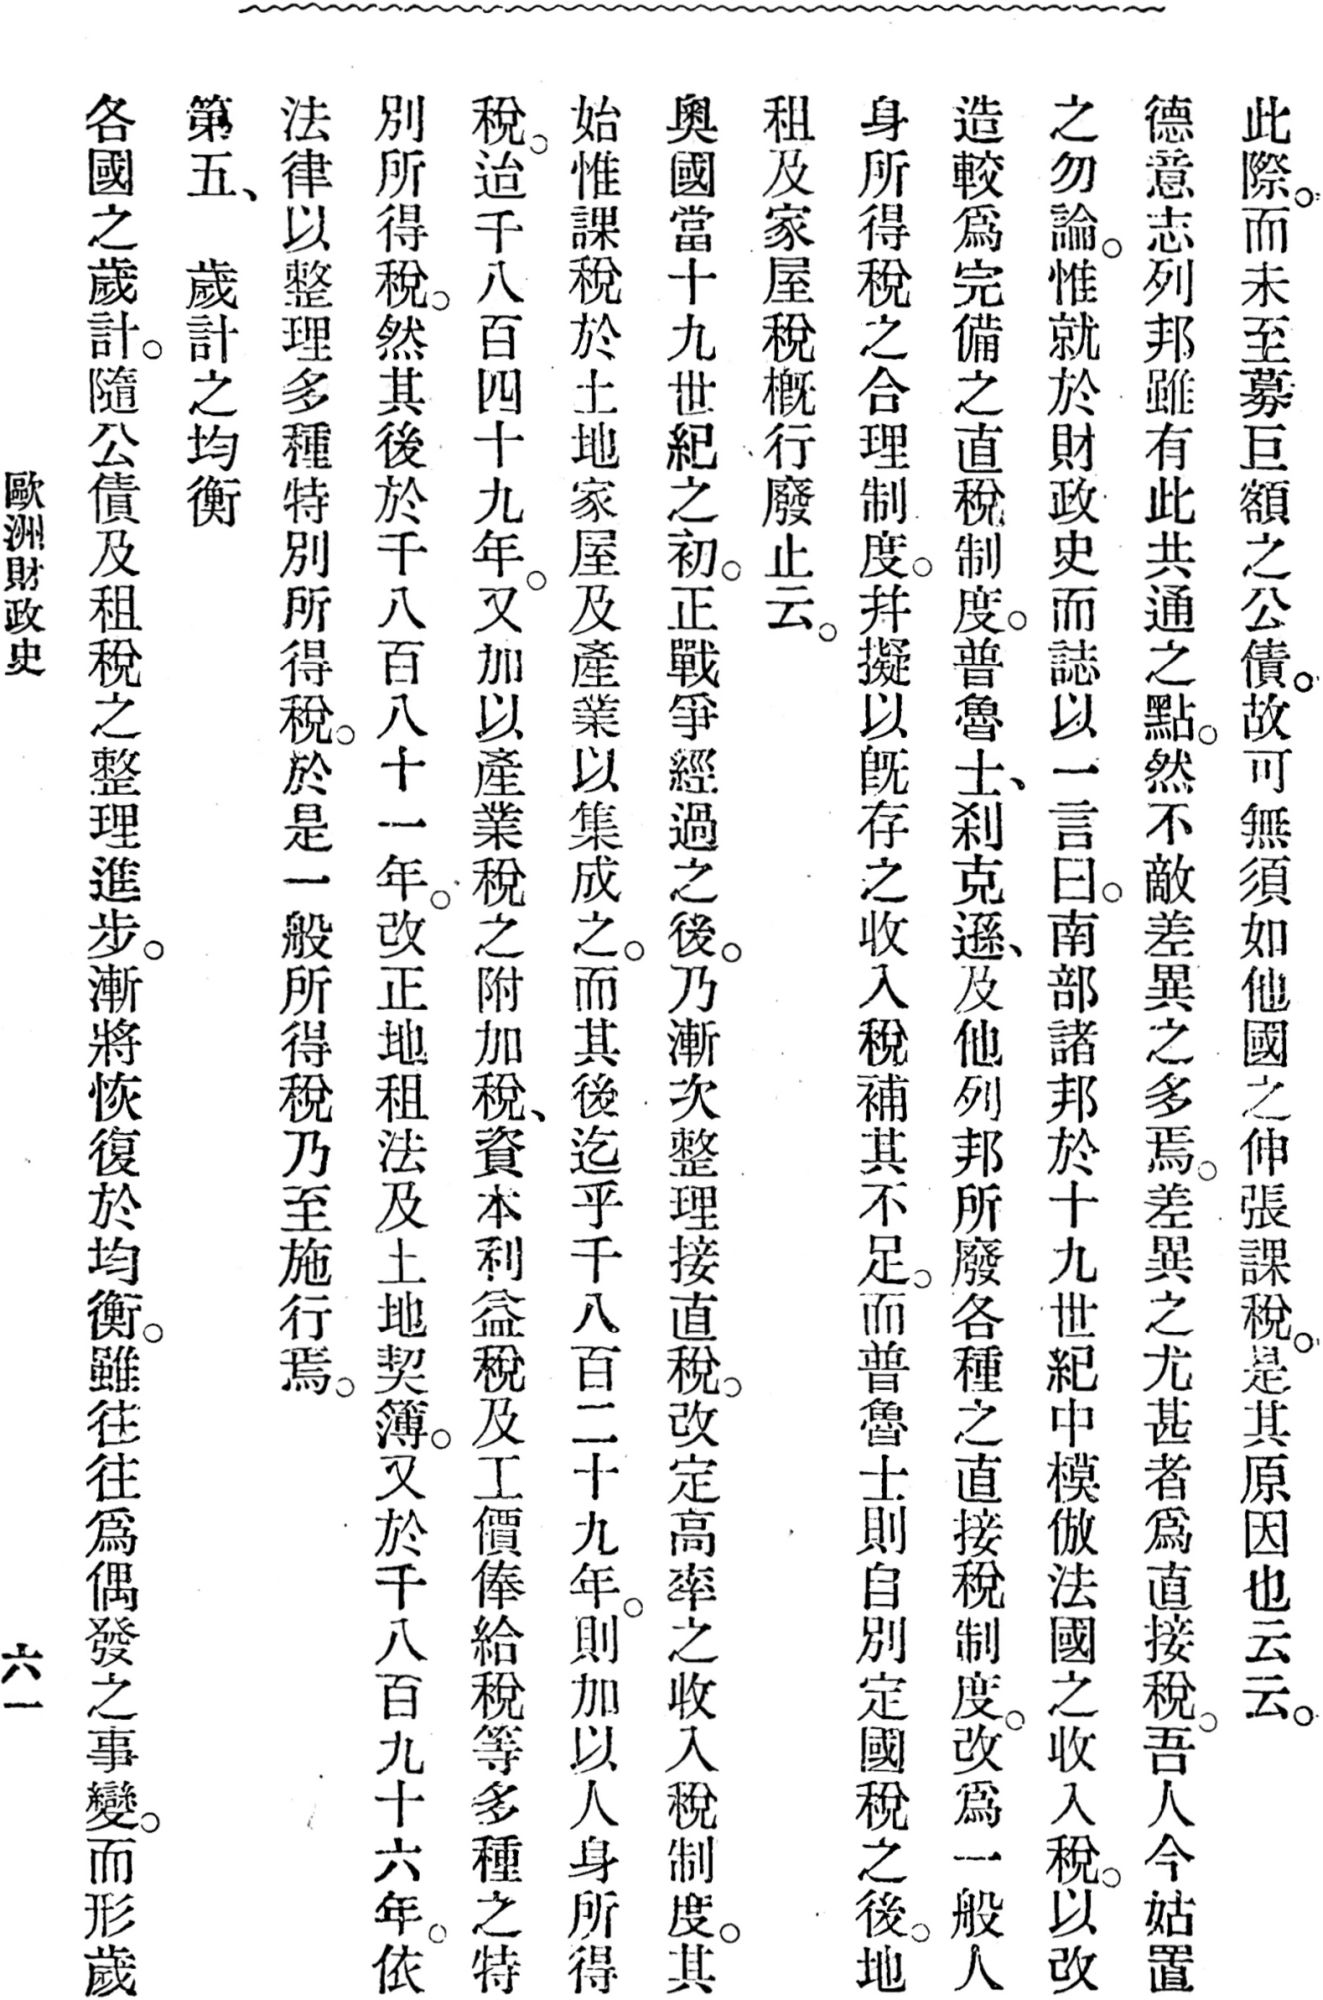 此際。而未至募巨額之公債。故可無須如他國之伸張課稅。是其原因也云云。
德意志列邦雖有此共通之點。然不敵差異之多焉。差異之尤甚者爲直接稅。吾人今姑置
之勿論。惟就於財政史而誌以一言曰。南部諸邦於十九世紀中模倣法國之收入稅。以改
造較爲完備之直稅制度。普魯士、刹克遜、及他列邦所廢各種之直接稅制度。改爲一般人
身所得稅之合理制度。幷擬以旣存之收入稅補其不足。而普魯士則自別定國稅之後。地
租及家屋稅槪行廢止云。
奧國當十九世紀之初。正戰爭經過之後。乃漸次整理接直稅。改定高率之收入稅制度。其
始惟課稅於土地家屋及產業以集成之。而其後迄乎千八百二十九年。則加以人身所得
稅。迨千八百四十九年。又加以產業稅之附加稅、資本利益稅及工價俸給稅等多種之特
別所得稅。然其後於千八百八十一年。改正地租法及土地契簿。又於千八百九十六年。依
法律以整理多種特別所得稅。於是一般所得稅乃至施行焉。
第五、　歲計之均衡
各國之歲計。隨公債及租稅之整理進步。漸將恢復於均衡。雖往往爲偶發之事變。而形歲
歐洲財政史
六一